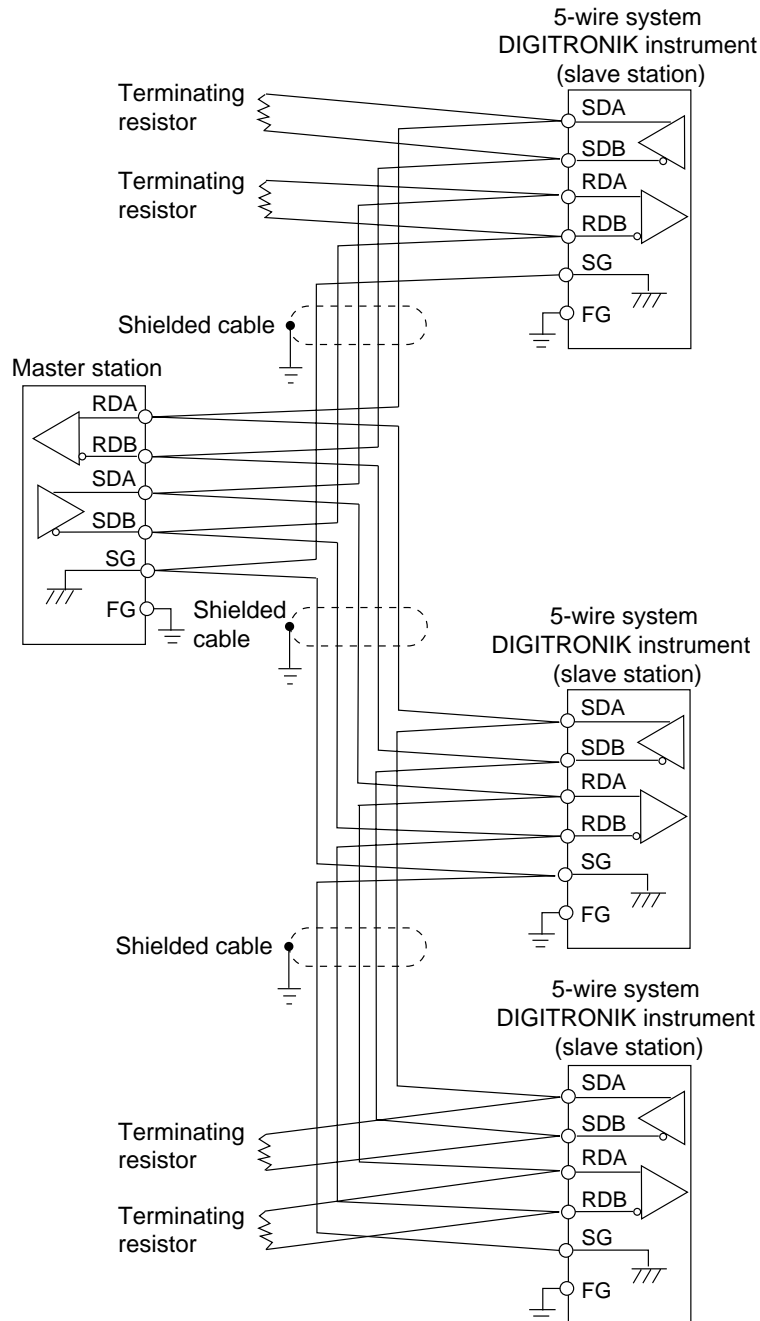 5-wire system
DIGITRONIK instrument
(slave station)
Terminating
resistor
SDA
SDB
Terminating
resistor
RDA
RDB
SG
FG
Shielded cable
Master station
RDA
RDB
SDA
SDB
SG
FG
Shielded
cable
5-wire system
DIGITRONIK instrument
(slave station)
SDA
SDB
RDA
RDB
SG
FG
Shielded cable
5-wire system
DIGITRONIK instrument
(slave station)
SDA
SDB
Terminating
resistor
RDA
RDB
Terminating
resistor
SG
FG